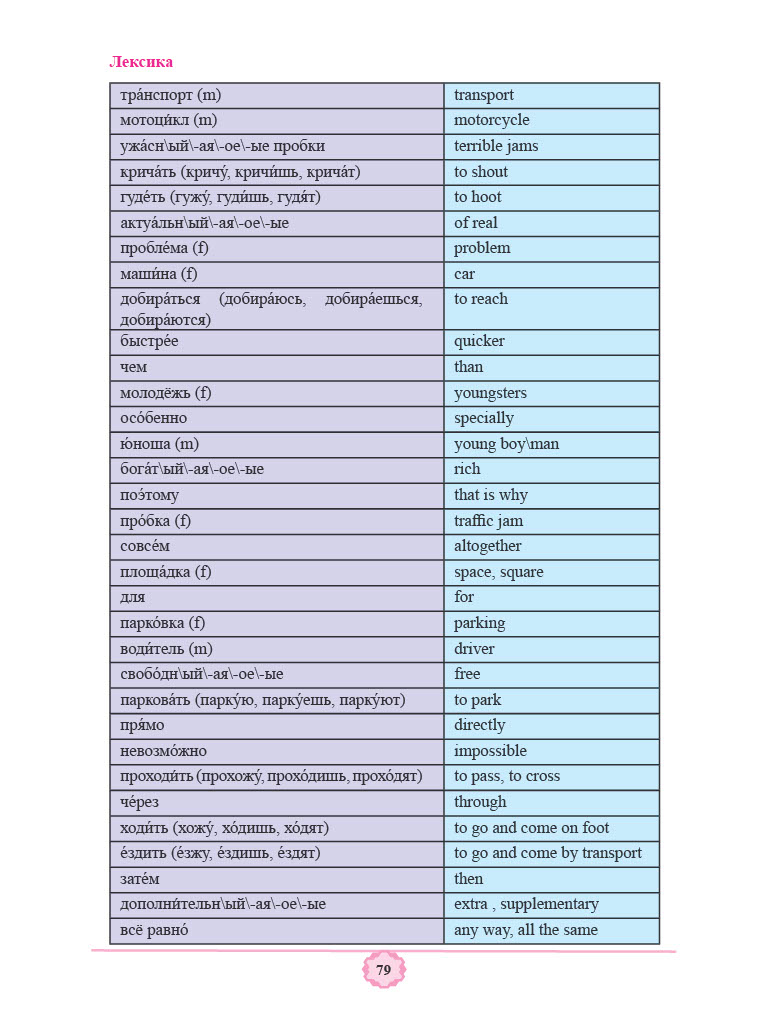 Лексика
тра́нспорт (m) transport
мотоци́кл (m) motorcycle
ужа́сн\ый\-ая\-ое\-ые пробки terrible jams
крича́ть (кричу́, кричи́шь, крича́т) to shout
гуде́ть (гужу́, гуди́шь, гудя́т) to hoot
актуа́льн\ый\-ая\-ое\-ые of real
пробле́ма (f) problem
маши́на (f) car
добира́ться (добира́юсь, добира́ешься, to reach
добира́ются)
быстре́е quicker
чем than
молодёжь (f) youngsters
осо́бенно specially
ю́ноша (m) young boy\man
бога́т\ый\-ая\-ое\-ые rich
поэ́тому that is why
про́бка (f) traffic jam
совсе́м altogether
площа́дка (f) space, square
для for
парко́вка (f) parking
води́тель (m) driver
свобо́дн\ый\-ая\-ое\-ые free
паркова́ть (парку́ю, парку́ешь, парку́ют) to park
пря́мо directly
невозмо́жно impossible
проходи́ть (прохожу́, прохо́дишь, прохо́дят) to pass, to cross
че́рез through
ходи́ть (хожу́, хо́дишь, хо́дят) to go and come on foot
е́здить (е́зжу, е́здишь, е́здят) to go and come by transport
зате́м then
дополни́тельн\ый\-ая\-ое\-ые extra , supplementary
всё равно́ any way, all the same
79